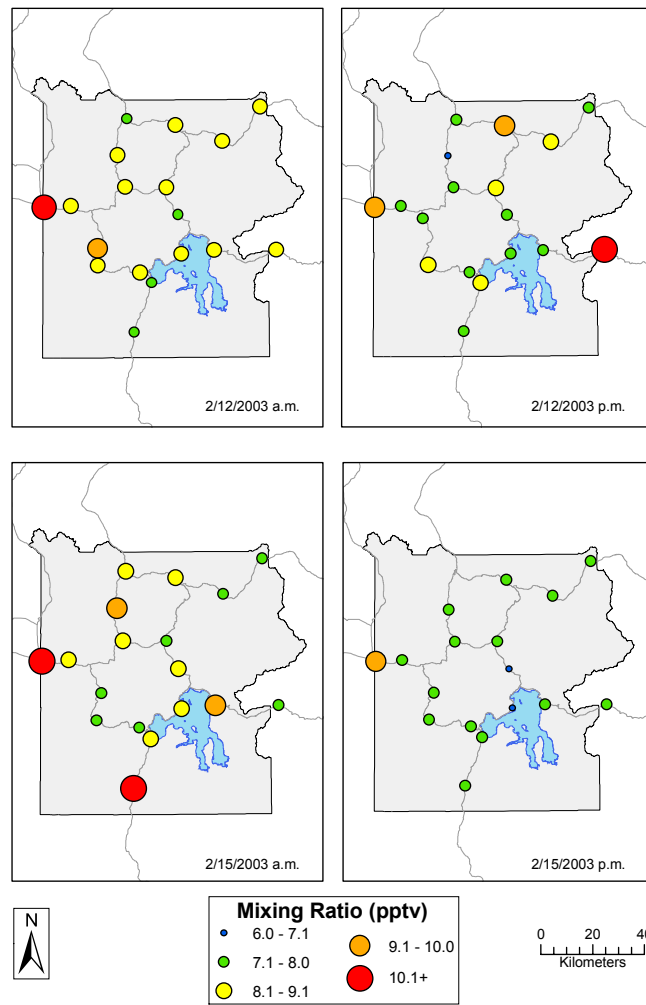 2/12/2003 a.m.
2/12/2003 p.m.
2/15/2003 a.m.
2/15/2003 p.m.
N
Mixing Ratio (pptv)
6.0 - 7.1
7.1 - 8.0
8.1 - 9.1
9.1 - 10.0
10.1+
0 20 40
Kilometers